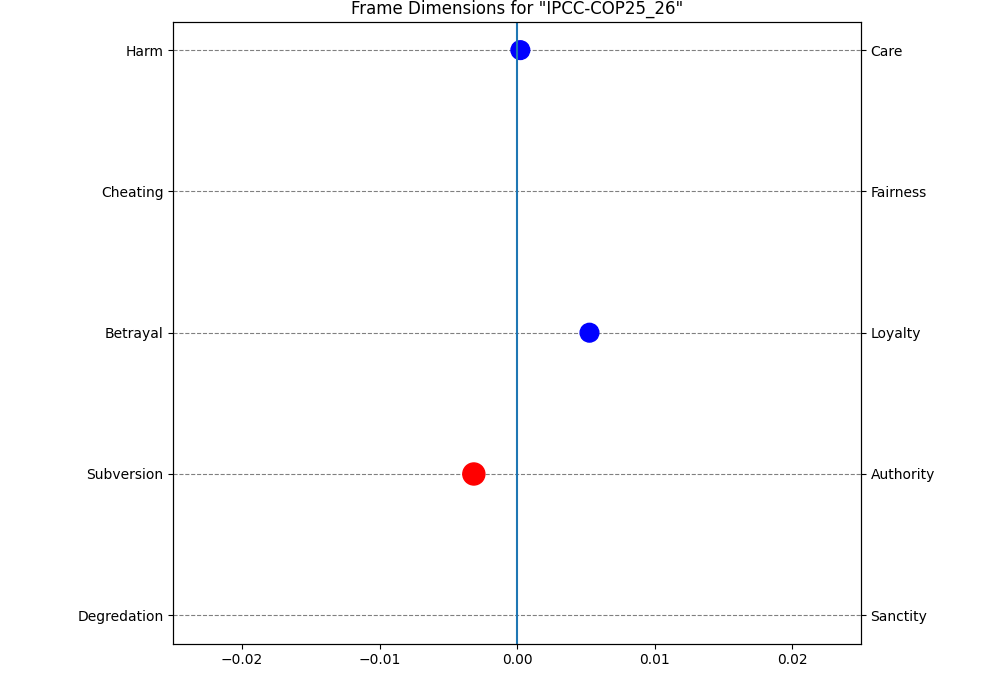 Frame Dimensions for "IPCC-COP25_26"
Harm
Care
Cheating
Fairness
Betrayal
Loyalty
Subversion
Authority
Degredation
Sanctity
−0.02 −0.01 0.00 0.01 0.02